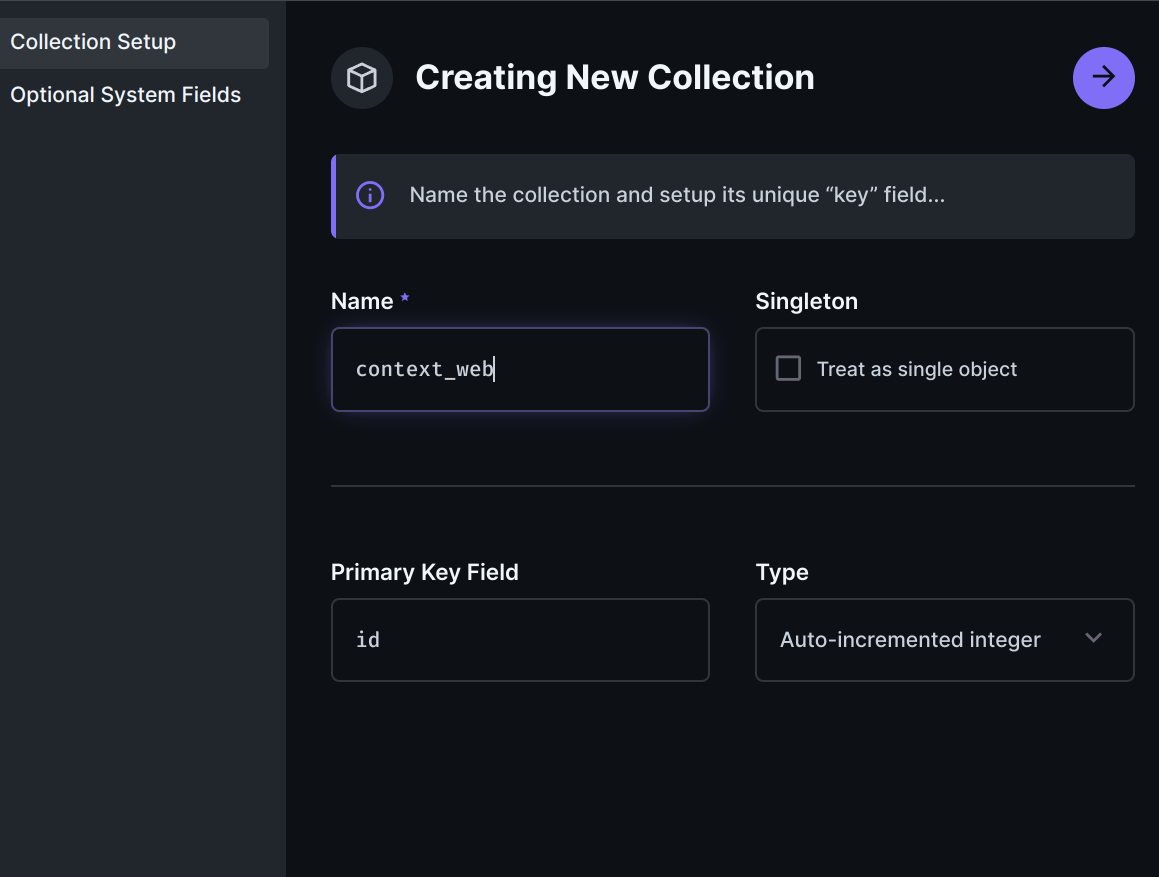 Collection Setup
Optional System Fields
Creating New Collection
Name the collection and setup its unique “key” field...
Name *
Singleton
context_web
Treat as single object
Primary Key Field
Type
id
Auto-incremented integer